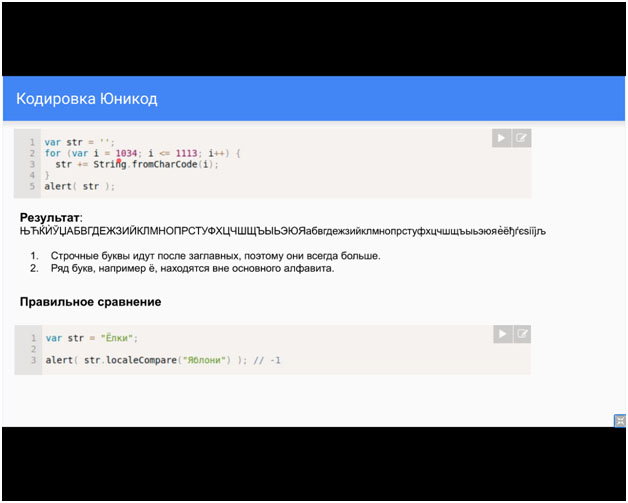 Кодировка Юникод
1 var str = '';
2 for (var i = 1034; i <= 1113; i++) {
3 str += String.fromCharCode(i);
4 }
5 alert( str );
Результат:
ЊЋЌЍЎЏАБВГДЕЖЗИЙКЛМНОПРСТУФХЦЧШЩЪЫЬЭЮЯабвгдежзийклмнопрстуфхцчшщъыьэюяѐёђѓєѕіїјљ
1. Строчные буквы идут после заглавных, поэтому они всегда больше.
2. Ряд букв, например ё, находятся вне основного алфавита.
Правильное сравнение
1 var str = "Ёлки";
2
3 alert( str.localeCompare("Яблони") ); // -1